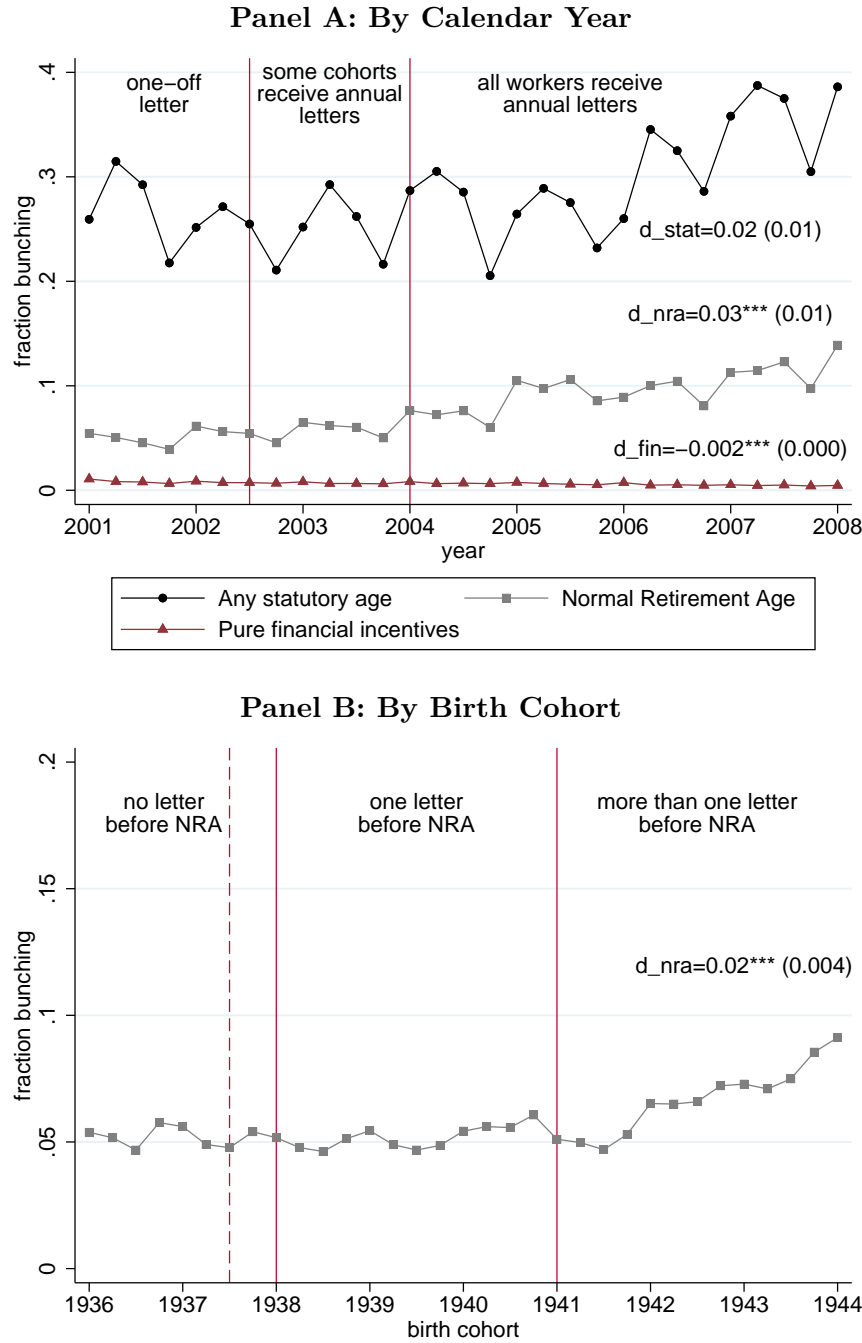 Panel A: By Calendar Year
one−off
letter
some cohorts
receive annual
letters
all workers receive
annual letters
.4
.3
.2
.1
0
fraction bunching
d_stat=0.02 (0.01)
d_nra=0.03*** (0.01)
d_fin=−0.002*** (0.000)
2001 2002 2003 2004 2005 2006 2007 2008
year
Any statutory age Normal Retirement Age
Pure financial incentives
Panel B: By Birth Cohort
no letter
before NRA
one letter
before NRA
more than one letter
before NRA
.2
.15
.1
.05
0
fraction bunching
d_nra=0.02*** (0.004)
1936 1937 1938 1939 1940 1941 1942 1943 1944
birth cohort